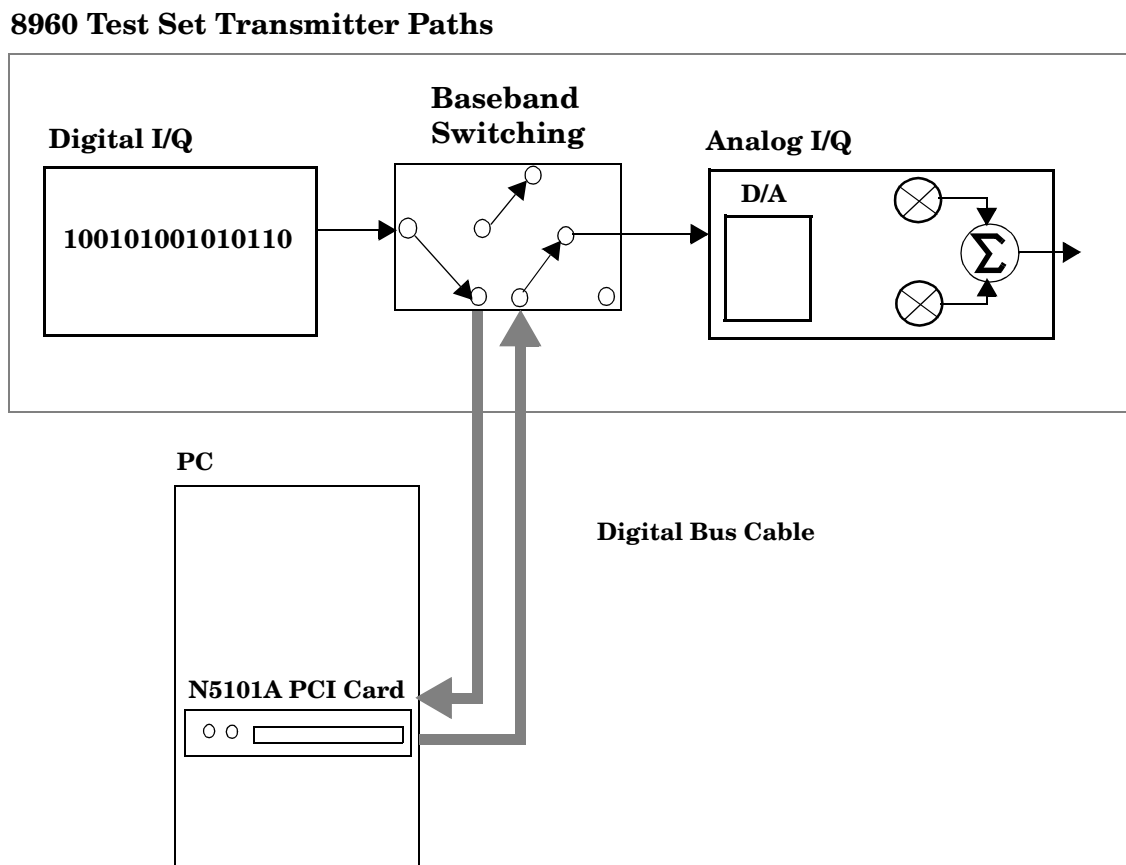 8960 Test Set Transmitter Paths
Baseband
Switching
Digital I/Q
Analog I/Q
D/A
100101001010110
Σ
PC
Digital Bus Cable
N5101A PCI Card